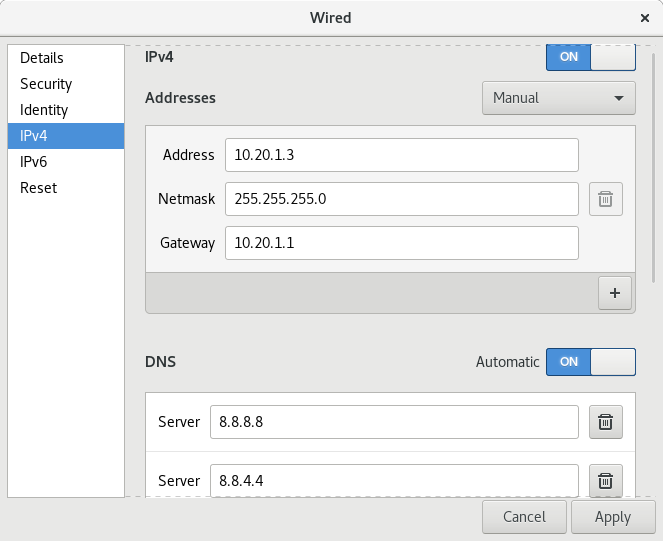 Wired ×
Details
Security
Identity
IPv4
IPv6
Reset
IPv4 ON
Addresses Manual
Address 10.20.1.3
Netmask 255.255.255.0
Gateway 10.20.1.1
+
DNS Automatic ON
Server 8.8.8.8
Server 8.8.4.4
Cancel Apply